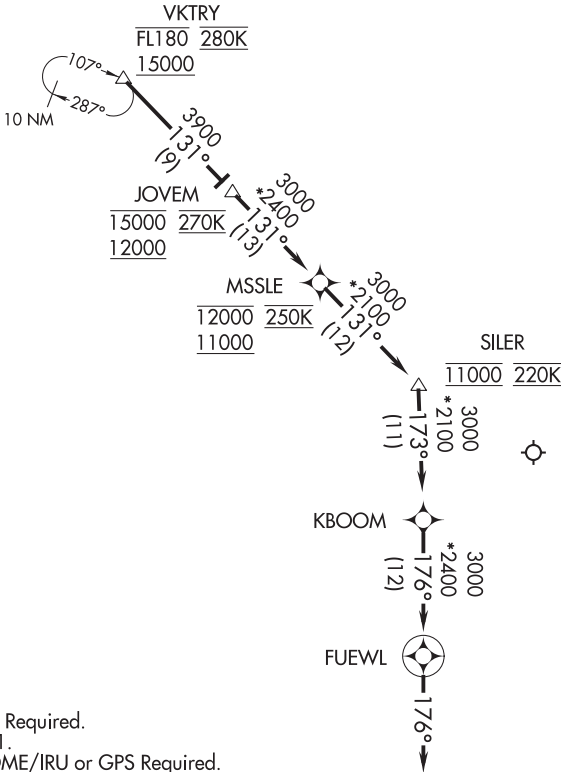 VKTRY
FL180 280K
15000
107°
287°
10 NM
3900
131°
(9)
JOVEM
15000 270K
12000
3000
*2400
131°
(13)
MSSLE
12000 250K
11000
3000
*2100
131°
(12)
SILER
11000 220K
3000
*2100
173°
(11)
KBOOM
3000
*2400
176°
(12)
FUEWL
176°
Required.
ME/IRU or GPS Required.